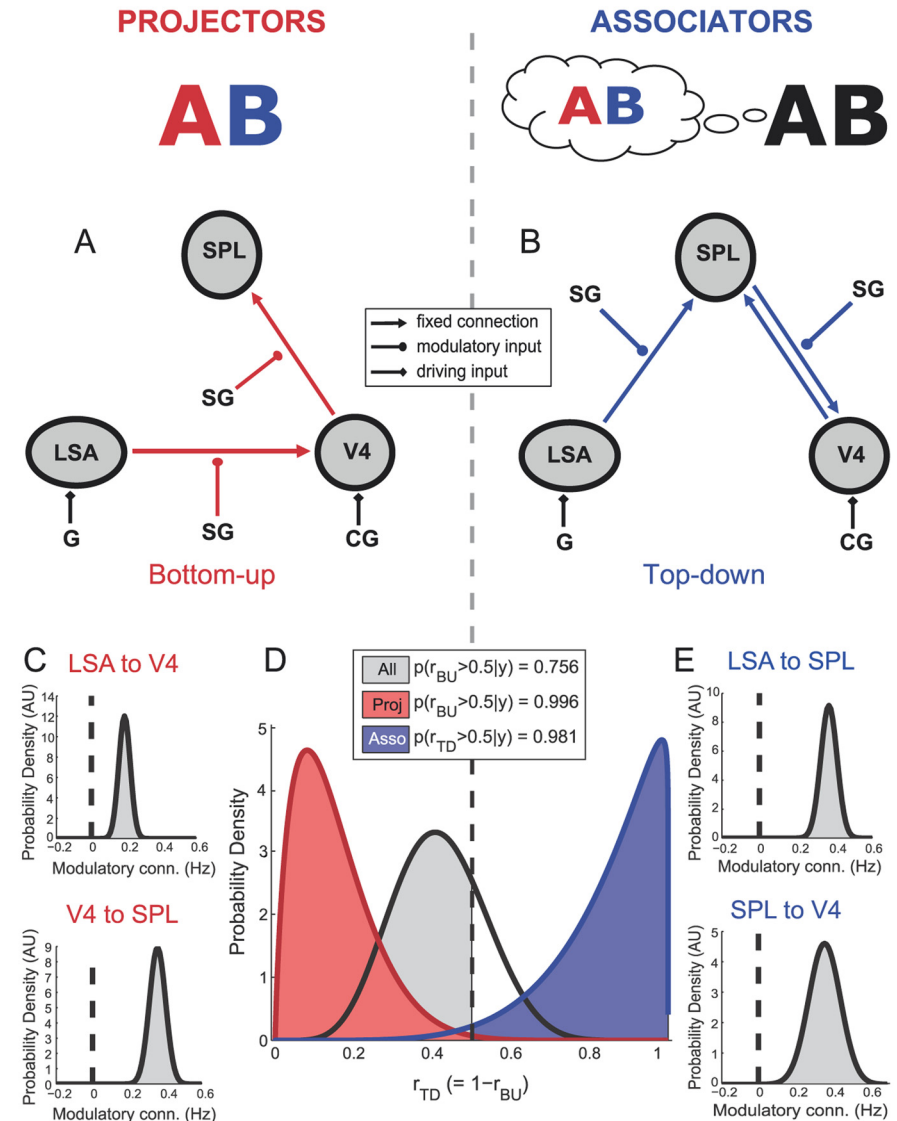 PROJECTORS
ASSOCIATORS
AB
AB
AB
A
SPL
SG
LSA
V4
G
SG
CG
Bottom-up
fixed connection
modulatory input
driving input
B
SPL
SG
SG
LSA
V4
G
CG
Top-down
C
LSA to V4
Probability Density (AU)
14
12
10
8
6
4
2
0
−0.2
0
0.2
0.4
0.6
Modulatory conn. (Hz)
V4 to SPL
Probability Density (AU)
9
8
7
6
5
4
3
2
1
0
−0.2
0
0.2
0.4
0.6
Modulatory conn. (Hz)
D
All p(rBU>0.5|y) = 0.756
Proj p(rBU>0.5|y) = 0.996
Asso p(rTD>0.5|y) = 0.981
Probability Density
5
4
3
2
1
0
0
0.2
0.4
0.6
0.8
1
rTD (= 1−rBU)
E
LSA to SPL
Probability Density (AU)
10
8
6
4
2
0
−0.2
0
0.2
0.4
0.6
Modulatory conn. (Hz)
SPL to V4
Probability Density (AU)
5
4
3
2
1
0
−0.2
0
0.2
0.4
0.6
Modulatory conn. (Hz)